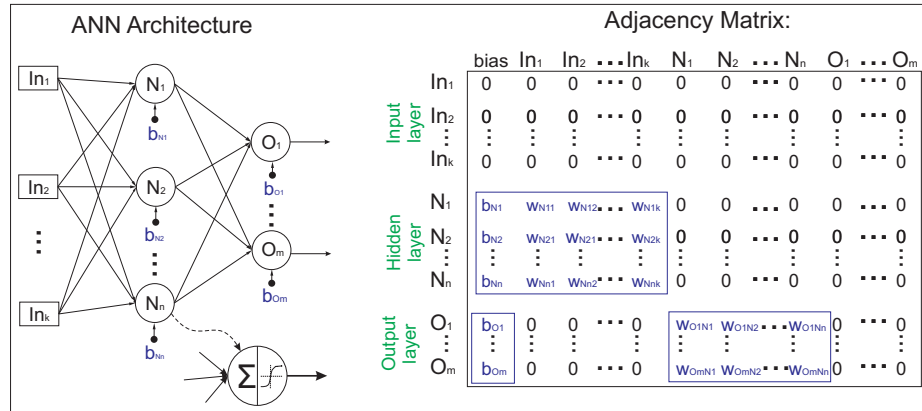 ANN Architecture
In1
In2
Ink
N1
bN1
N2
bN2
Nn
bNn
O1
bO1
Om
bOm
Σ
Adjacency Matrix:
bias In1 In2 ... Ink N1 N2 ... Nn O1 ... Om
Input layer
In1 0 0 0 ... 0 0 0 ... 0 0 ... 0
In2 0 0 0 ... 0 0 0 ... 0 0 ... 0
Ink 0 0 0 ... 0 0 0 ... 0 0 ... 0
Hidden layer
N1 bN1 wN11 wN12 ... wN1k 0 0 ... 0 0 ... 0
N2 bN2 wN21 wN21 ... wN2k 0 0 ... 0 0 ... 0
Nn bNn wNn1 wNn2 ... wNnk 0 0 ... 0 0 ... 0
Output layer
O1 bO1 0 0 ... 0 wO1N1 wO1N2 ... wO1Nn 0 ... 0
Om bOm 0 0 ... 0 wOmN1 wOmN2 ... wOmNn 0 ... 0